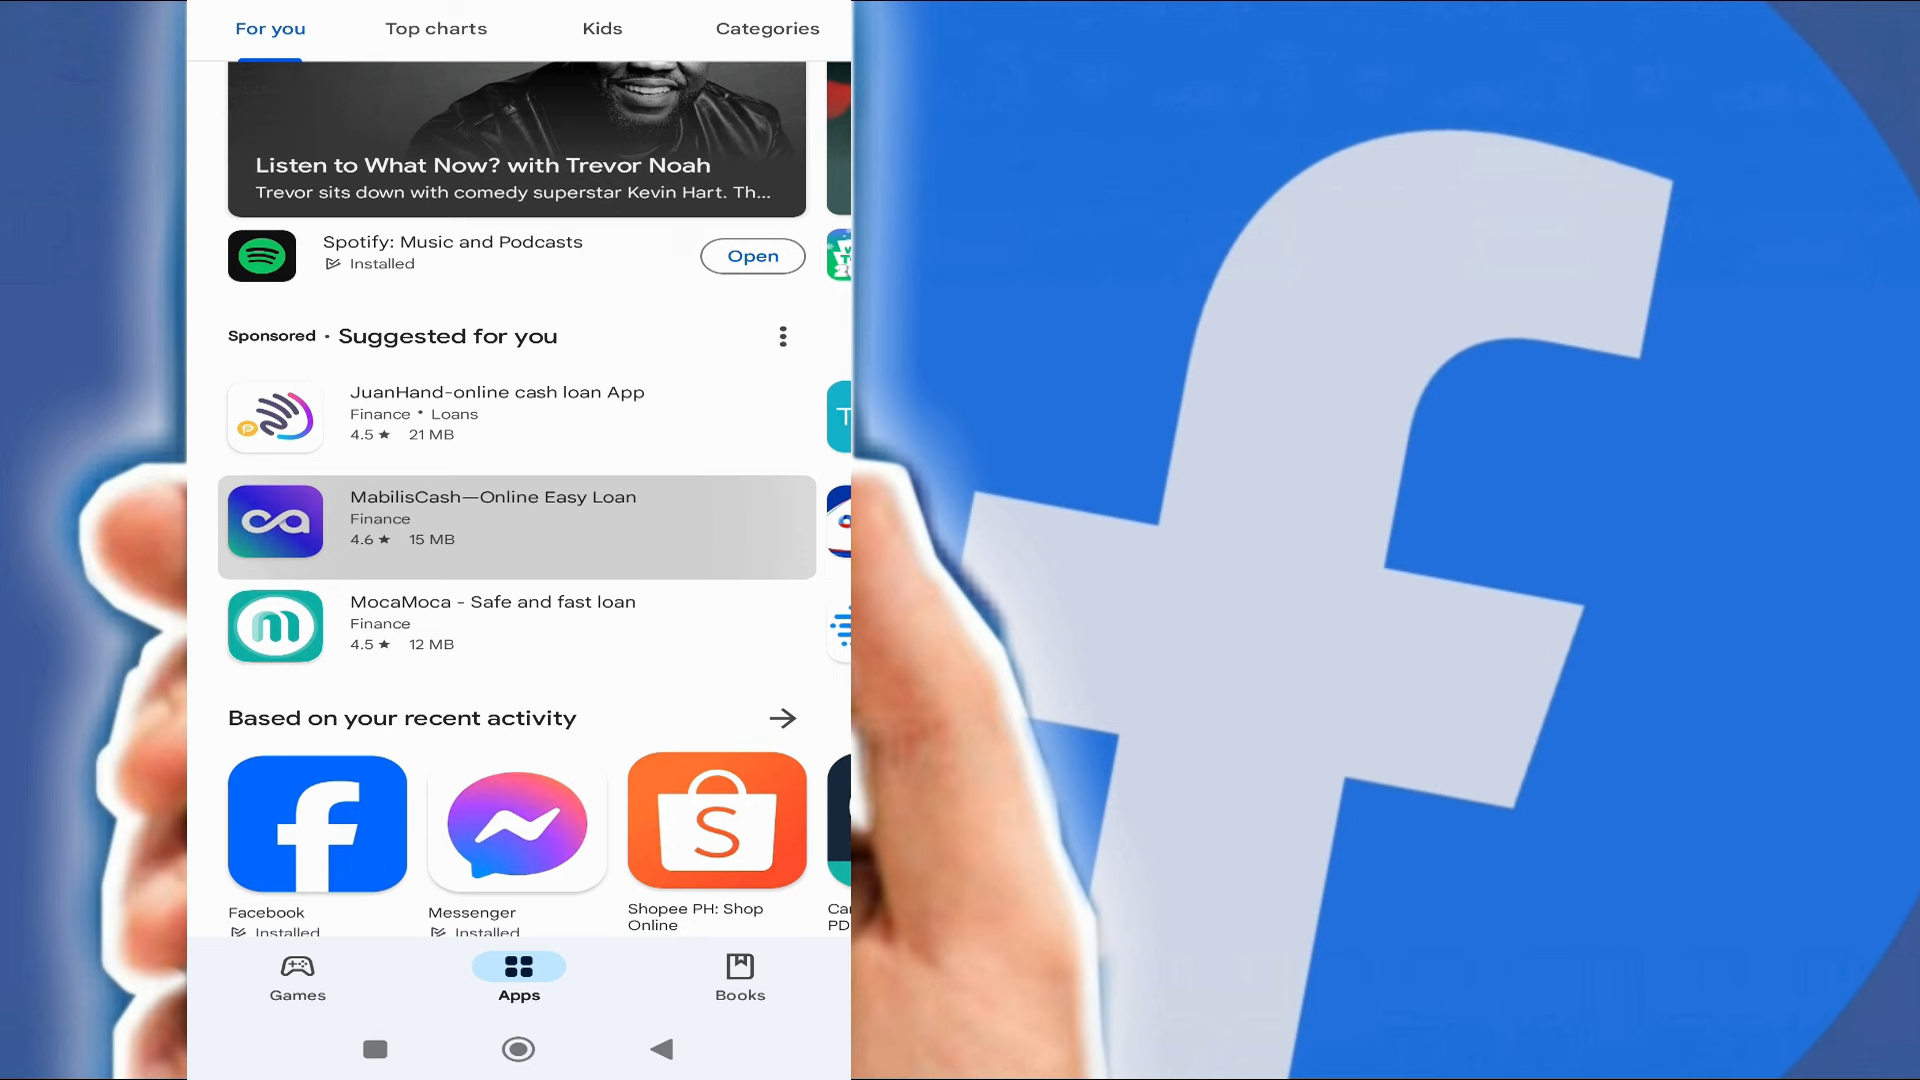 For you
Top charts
Kids
Categories
Listen to What Now? with Trevor Noah
Trevor sits down with comedy superstar Kevin Hart. Th...
Spotify: Music and Podcasts
Installed
Open
Sponsored · Suggested for you
JuanHand-online cash loan App
Finance • Loans
4.5 ★ 21 MB
MabilisCash—Online Easy Loan
Finance
4.6 ★ 15 MB
MocaMoca - Safe and fast loan
Finance
4.5 ★ 12 MB
Based on your recent activity
Facebook
Installed
Messenger
Installed
Shopee PH: Shop
Online
Games
Apps
Books